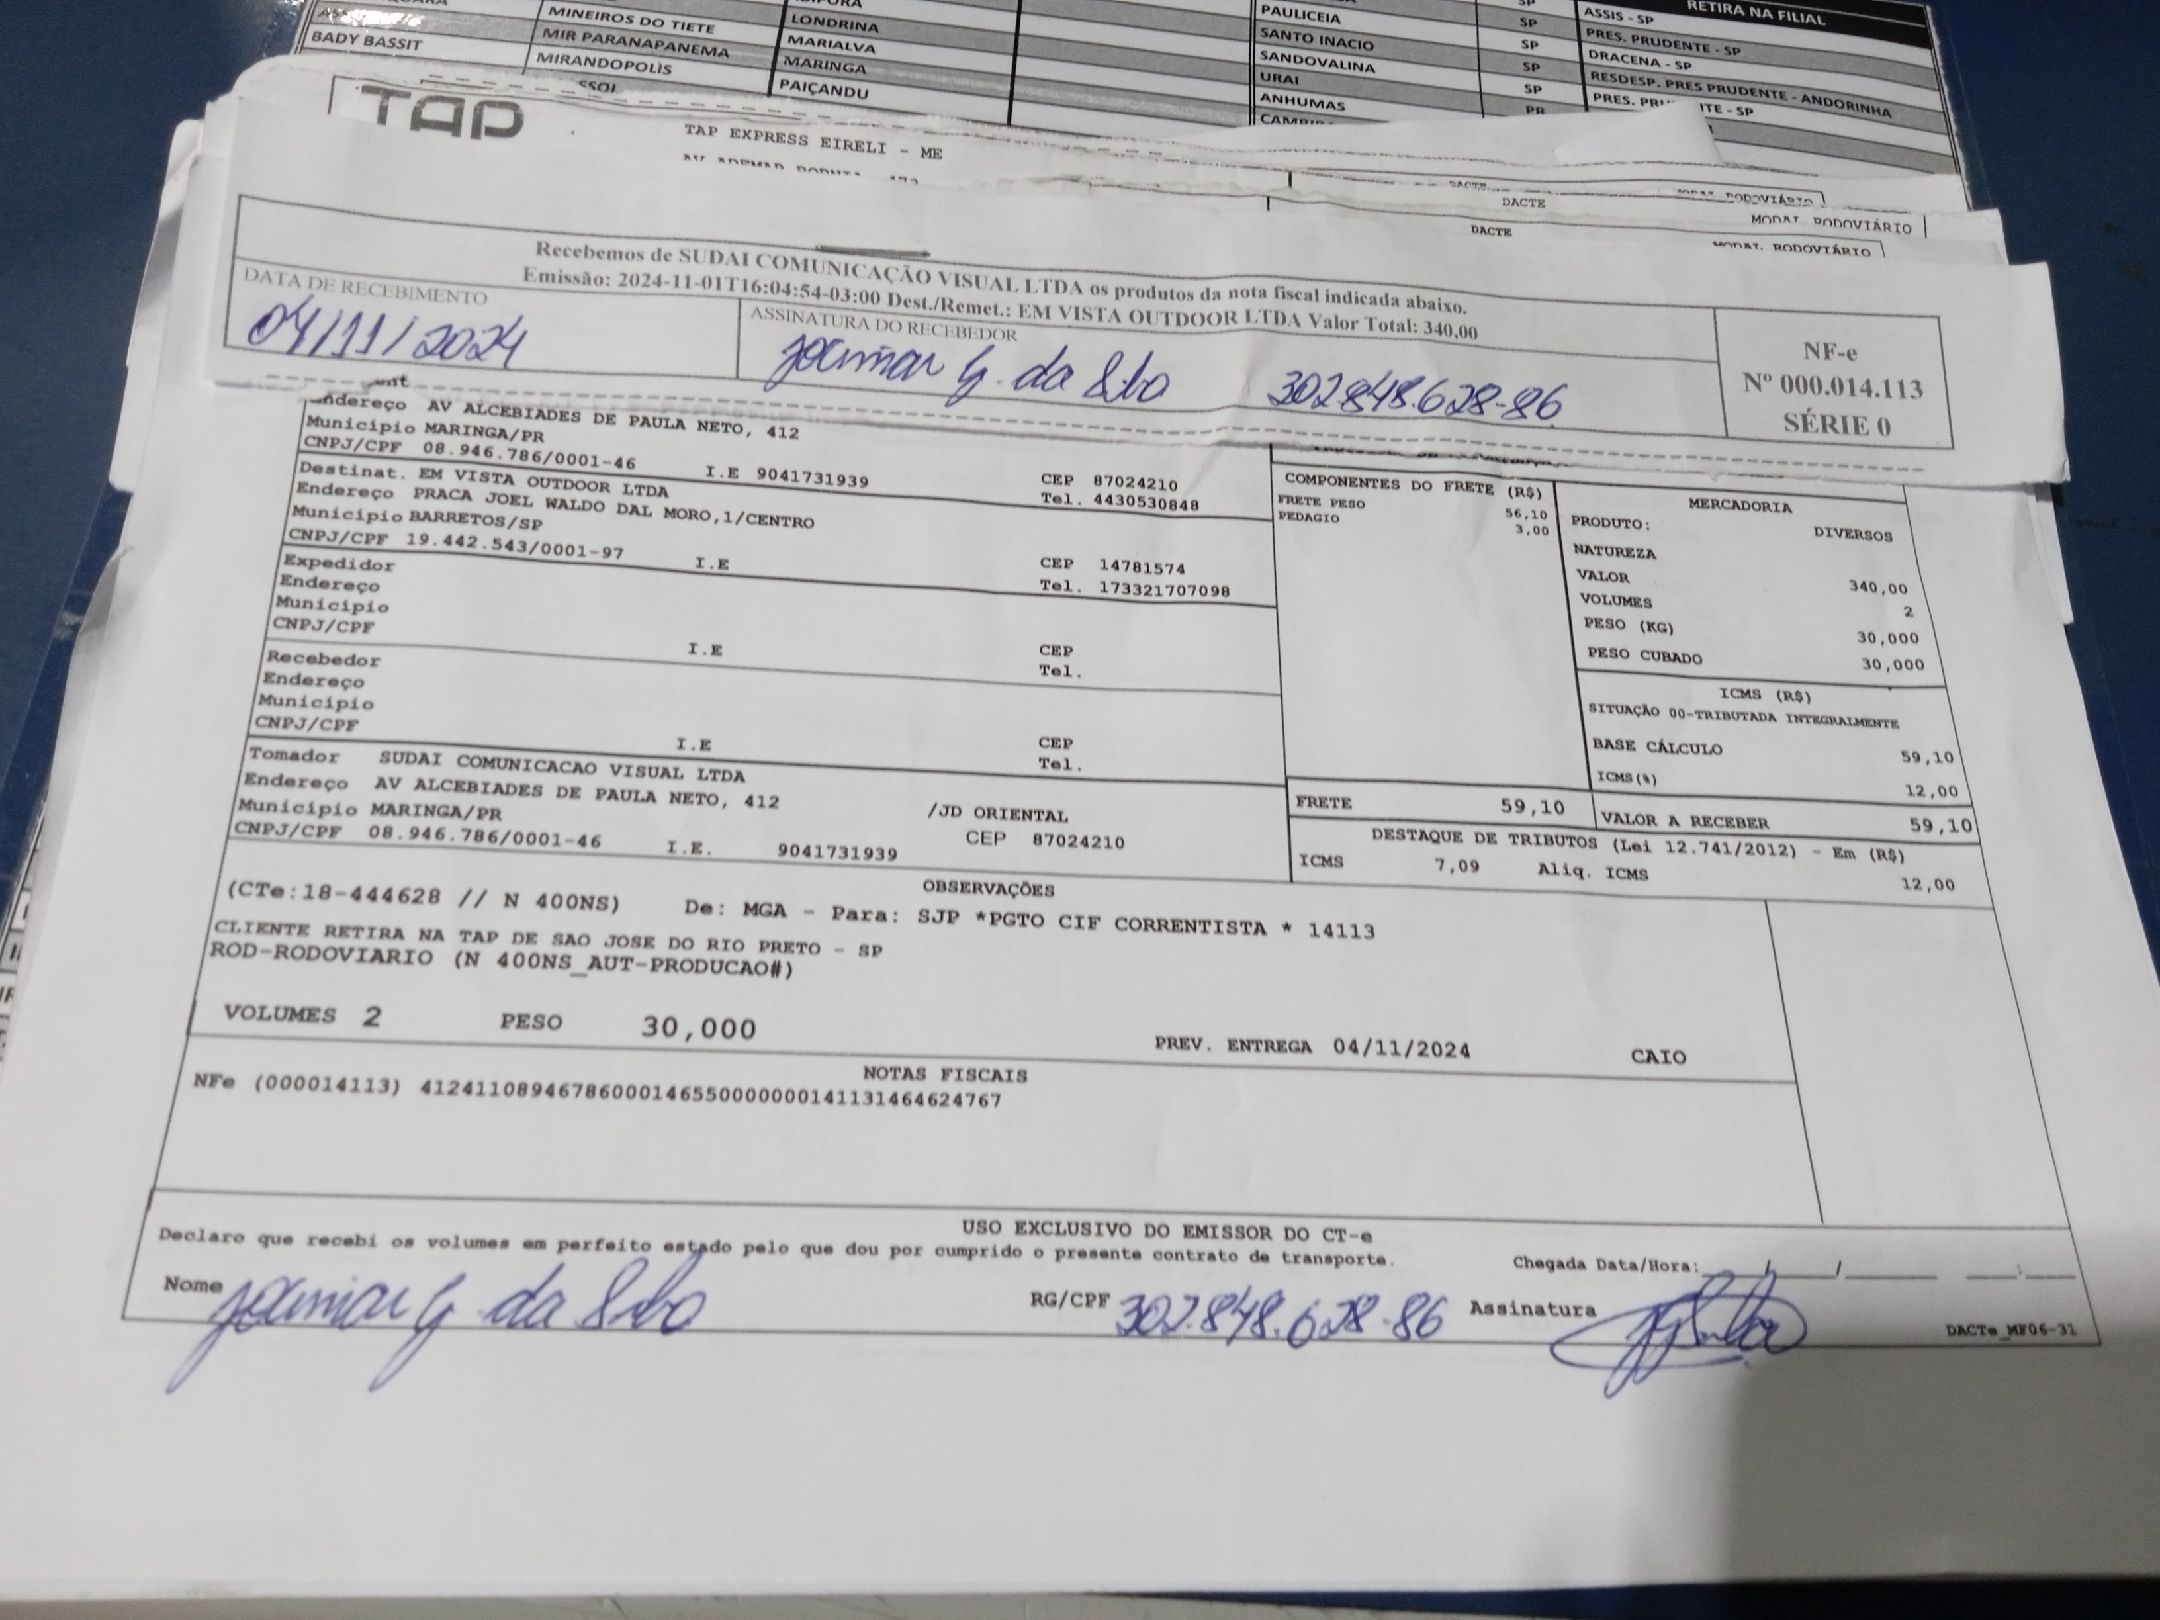 MINEIROS DO TIETE
LONDRINA
PAULICEIA
SP
ASSIS - SP
RETIRA NA FILIAL
BADY BASSIT
MIR PARANAPANEMA
MARIALVA
SANTO INACIO
SP
PRES. PRUDENTE - SP
MIRANDOPOLIS
MARINGA
SANDOVALINA
SP
DRACENA - SP
PAIÇANDU
URAI
SP
RESDESP. PRES PRUDENTE - ANDORINHA
ANHUMAS
PR
TAP
TAP EXPRESS EIRELI - ME
DACTE
DACTE MODAL RODOVIÁRIO
DACTE MODAL RODOVIÁRIO
Recebemos de SUDAI COMUNICAÇÃO VISUAL LTDA os produtos da nota fiscal indicada abaixo.
Emissão: 2024-11-01T16:04:54-03:00 Dest./Remet.: EM VISTA OUTDOOR LTDA Valor Total: 340,00
DATA DE RECEBIMENTO
04/11/2024
ASSINATURA DO RECEBEDOR
G. da 302.848.628-86
NF-e
Nº 000.014.113
SÉRIE 0
Endereço AV ALCEBIADES DE PAULA NETO, 412
Municipio MARINGA/PR CEP 87024210
CNPJ/CPF 08.946.786/0001-46 I.E 9041731939 Tel. 4430530848
Destinat. EM VISTA OUTDOOR LTDA
Endereço PRACA JOEL WALDO DAL MORO,1/CENTRO
Municipio BARRETOS/SP CEP 14781574
CNPJ/CPF 19.442.543/0001-97 I.E Tel. 173321707098
Expedidor
Endereço
Municipio CEP
CNPJ/CPF I.E Tel.
Recebedor
Endereço
Municipio CEP
CNPJ/CPF I.E Tel.
Tomador SUDAI COMUNICACAO VISUAL LTDA
Endereço AV ALCEBIADES DE PAULA NETO, 412 /JD ORIENTAL
Municipio MARINGA/PR CEP 87024210
CNPJ/CPF 08.946.786/0001-46 I.E. 9041731939
COMPONENTES DO FRETE (R$)
FRETE PESO 56,10
PEDAGIO 3,00
MERCADORIA
PRODUTO: DIVERSOS
NATUREZA
VALOR 340,00
VOLUMES 2
PESO (KG) 30,000
PESO CUBADO 30,000
ICMS (R$)
SITUAÇÃO 00-TRIBUTADA INTEGRALMENTE
BASE CÁLCULO 59,10
ICMS(%) 12,00
FRETE 59,10 VALOR A RECEBER 59,10
DESTAQUE DE TRIBUTOS (Lei 12.741/2012) - Em (R$)
ICMS 7,09 Aliq. ICMS 12,00
OBSERVAÇÕES
(CTe:18-444628 // N 400NS) De: MGA - Para: SJP *PGTO CIF CORRENTISTA * 14113
CLIENTE RETIRA NA TAP DE SAO JOSE DO RIO PRETO - SP
ROD-RODOVIARIO (N 400NS_AUT-PRODUCAO#)
VOLUMES 2 PESO 30,000 PREV. ENTREGA 04/11/2024 CAIO
NOTAS FISCAIS
NFe (000014113) 41241108946786000146550000000141131464624767
USO EXCLUSIVO DO EMISSOR DO CT-e
Declaro que recebi os volumes em perfeito estado pelo que dou por cumprido o presente contrato de transporte.
Chegada Data/Hora: __/__/__ __:__
Nome G. da RG/CPF 302.848.628-86 Assinatura
DACTe_MF06-31